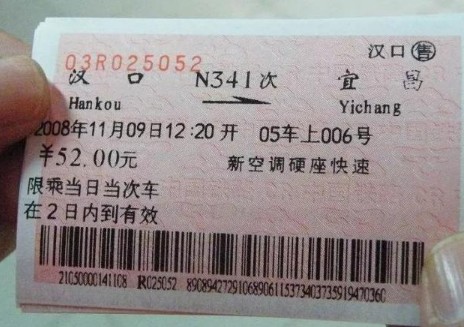 汉口(售)
03R025052
汉 口 N341次 宜 昌
Hankou Yichang
2008年11月09日12:20开 05车上006号
¥52.00元 新空调硬座快速
限乘当日当次车
在2日内到有效
21050000141108 R025052 89089427291068906115373403735919470360